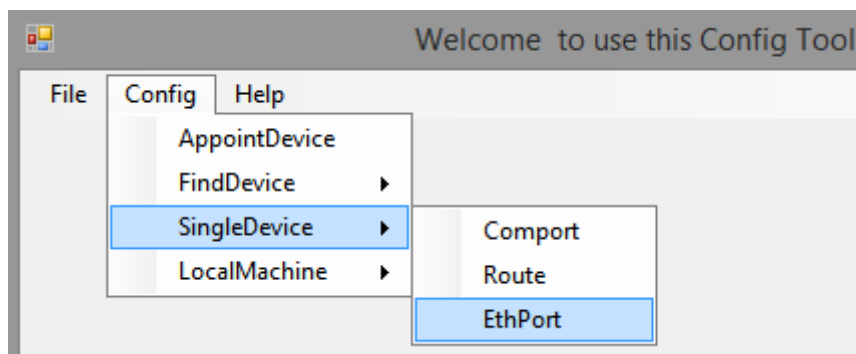 Welcome to use this Config Tool
File Config Help
AppointDevice
FindDevice
SingleDevice
Comport
LocalMachine
Route
EthPort